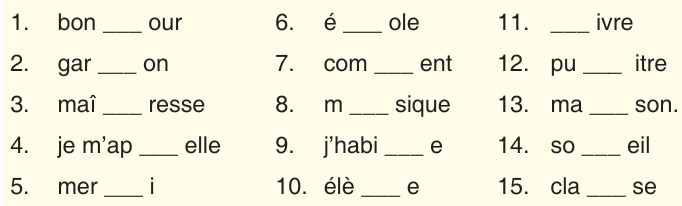 1. bon ___ our
2. gar ___ on
3. maî ___ resse
4. je m'ap ___ elle
5. mer ___ i
6. é ___ ole
7. com ___ ent
8. m ___ sique
9. j'habi ___ e
10. élè ___ e
11. ___ ivre
12. pu ___ itre
13. ma ___ son.
14. so ___ eil
15. cla ___ se